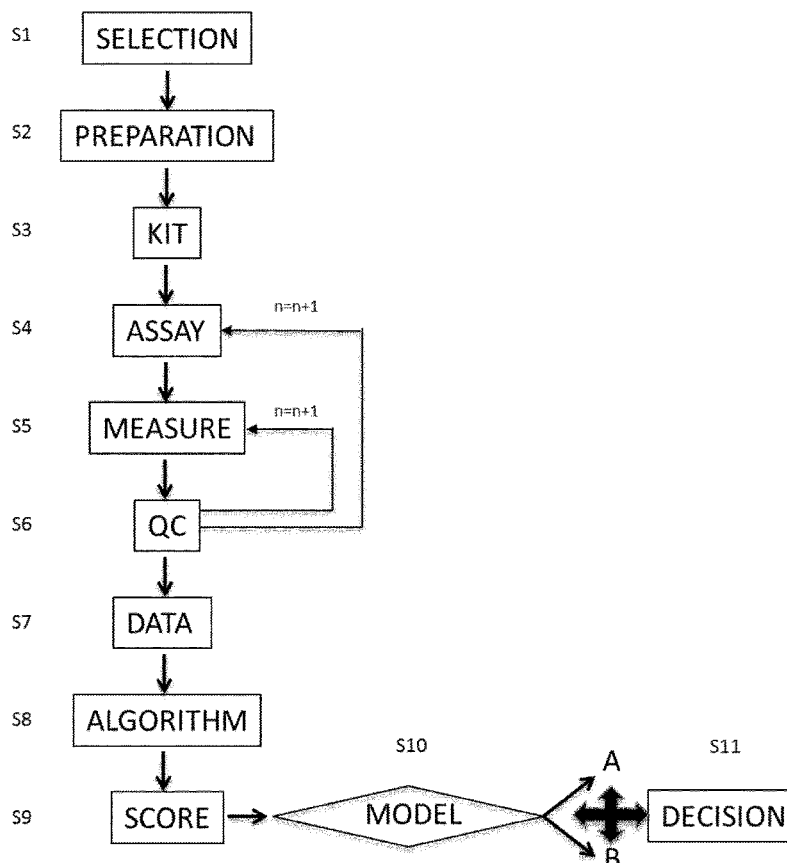 S1 SELECTION
S2 PREPARATION
S3 KIT
n=n+1
S4 ASSAY
n=n+1
S5 MEASURE
S6 QC
S7 DATA
S8 ALGORITHM
S10 S11
A
S9 SCORE MODEL DECISION
B